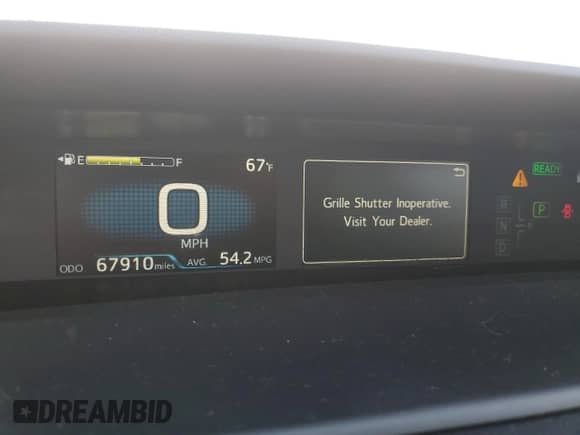 E F 67°F
0
MPH
ODO 67910 miles AVG. 54.2 MPG
Grille Shutter Inoperative.
Visit Your Dealer.
READY
R
N
D
P
DREAMBID